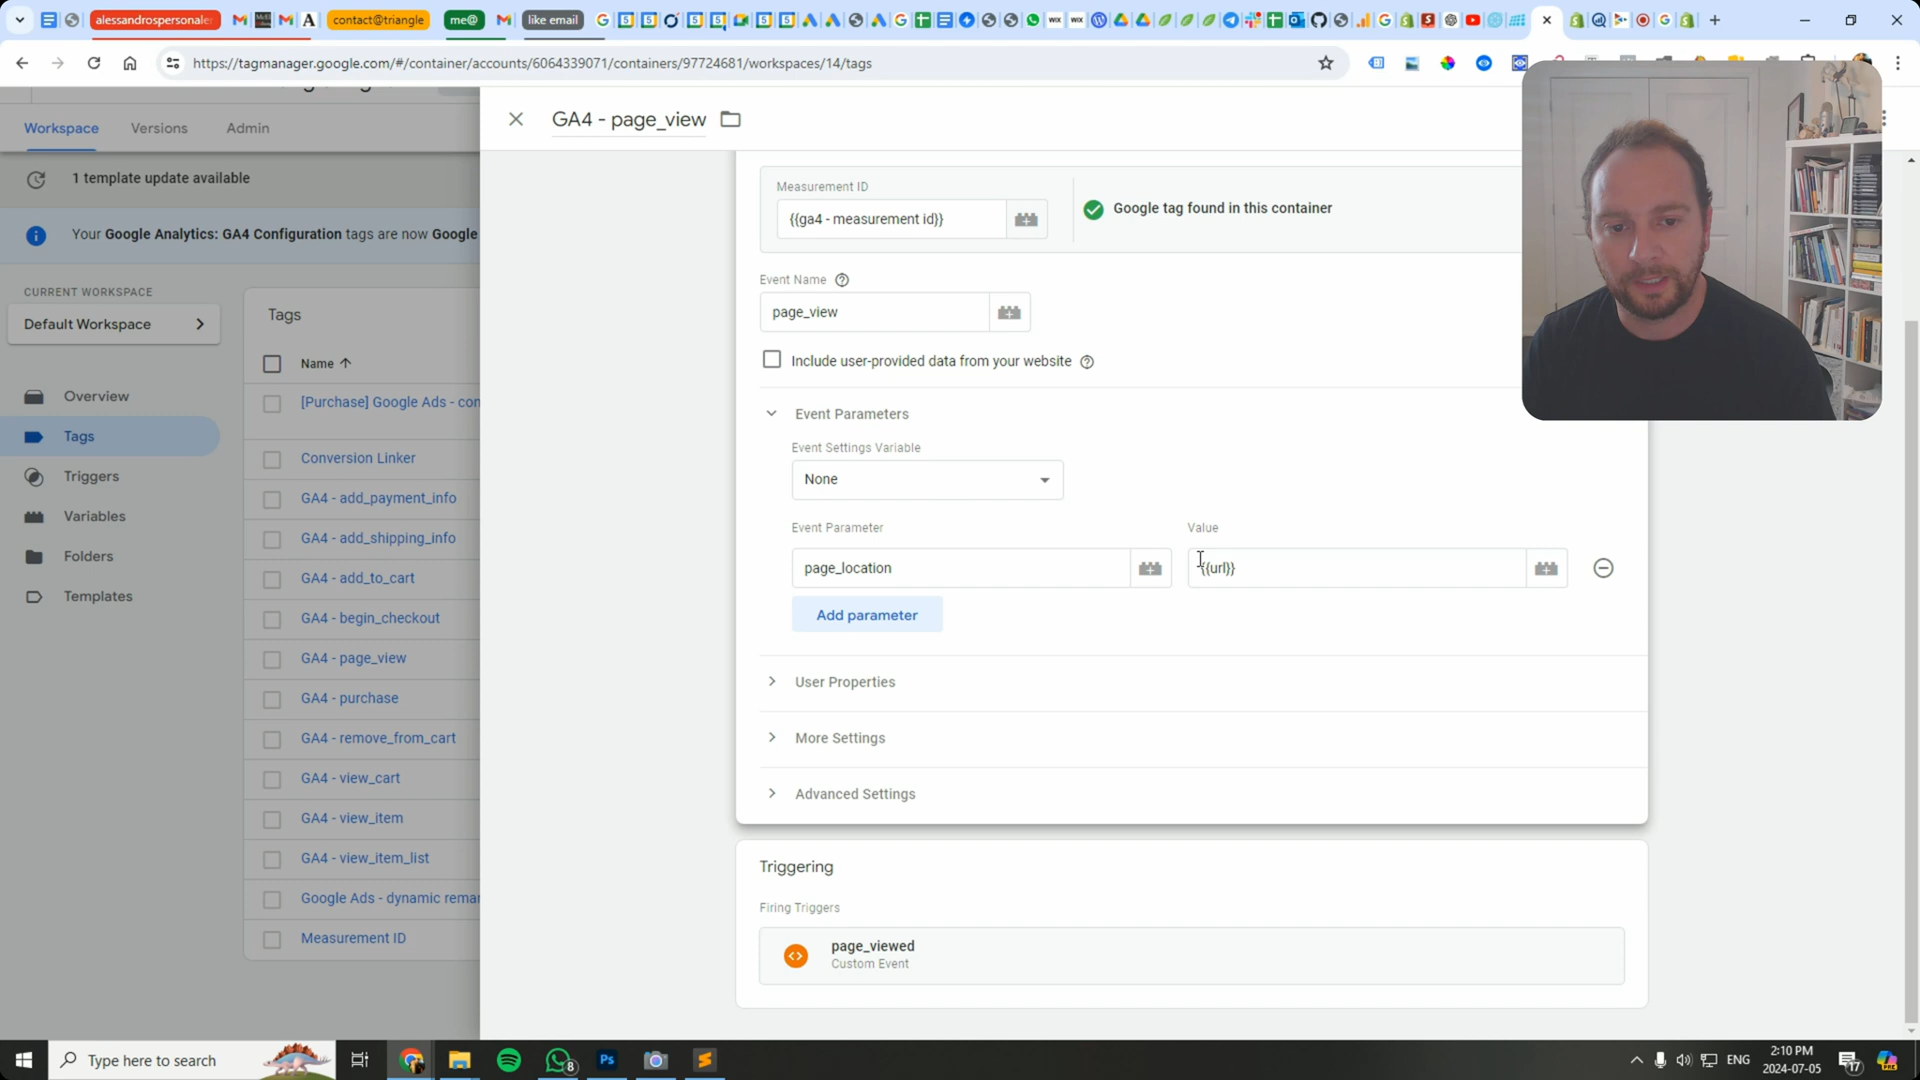 alessandrospersonale
contact@triangle
me@
like email
https://tagmanager.google.com/#/container/accounts/6064339071/containers/97724681/workspaces/14/tags
Workspace
Versions
Admin
GA4 - page_view
1 template update available
Your Google Analytics: GA4 Configuration tags are now Google
CURRENT WORKSPACE
Default Workspace
Overview
Tags
Triggers
Variables
Folders
Templates
Tags
Name
[Purchase] Google Ads - con
Conversion Linker
GA4 - add_payment_info
GA4 - add_shipping_info
GA4 - add_to_cart
GA4 - begin_checkout
GA4 - page_view
GA4 - purchase
GA4 - remove_from_cart
GA4 - view_cart
GA4 - view_item
GA4 - view_item_list
Google Ads - dynamic remar
Measurement ID
Measurement ID
{{ga4 - measurement id}}
Google tag found in this container
Event Name
page_view
Include user-provided data from your website
Event Parameters
Event Settings Variable
None
Event Parameter
Value
page_location
{{url}}
Add parameter
User Properties
More Settings
Advanced Settings
Triggering
Firing Triggers
page_viewed
Custom Event
Type here to search
Ps
8
ENG
2:10 PM
2024-07-05
17